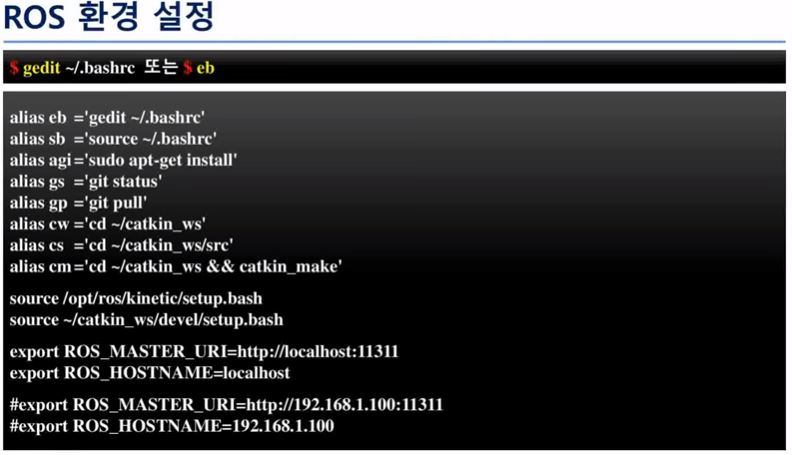 ROS 환경 설정
$ gedit ~/.bashrc 또는 $ eb
alias eb ='gedit ~/.bashrc'
alias sb ='source ~/.bashrc'
alias agi='sudo apt-get install'
alias gs ='git status'
alias gp ='git pull'
alias cw ='cd ~/catkin_ws'
alias cs ='cd ~/catkin_ws/src'
alias cm='cd ~/catkin_ws && catkin_make'
source /opt/ros/kinetic/setup.bash
source ~/catkin_ws/devel/setup.bash
export ROS_MASTER_URI=http://localhost:11311
export ROS_HOSTNAME=localhost
#export ROS_MASTER_URI=http://192.168.1.100:11311
#export ROS_HOSTNAME=192.168.1.100